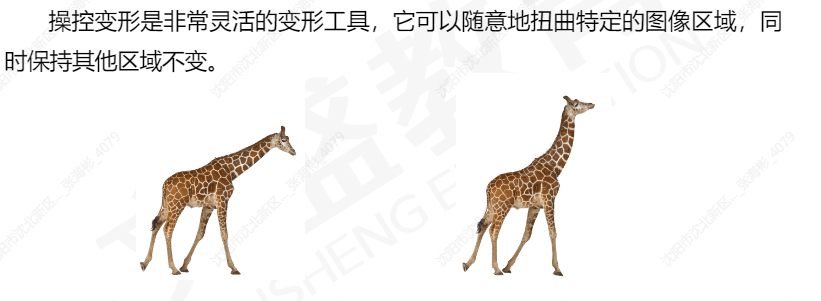 操控变形是非常灵活的变形工具，它可以随意地扭曲特定的图像区域，同
时保持其他区域不变。